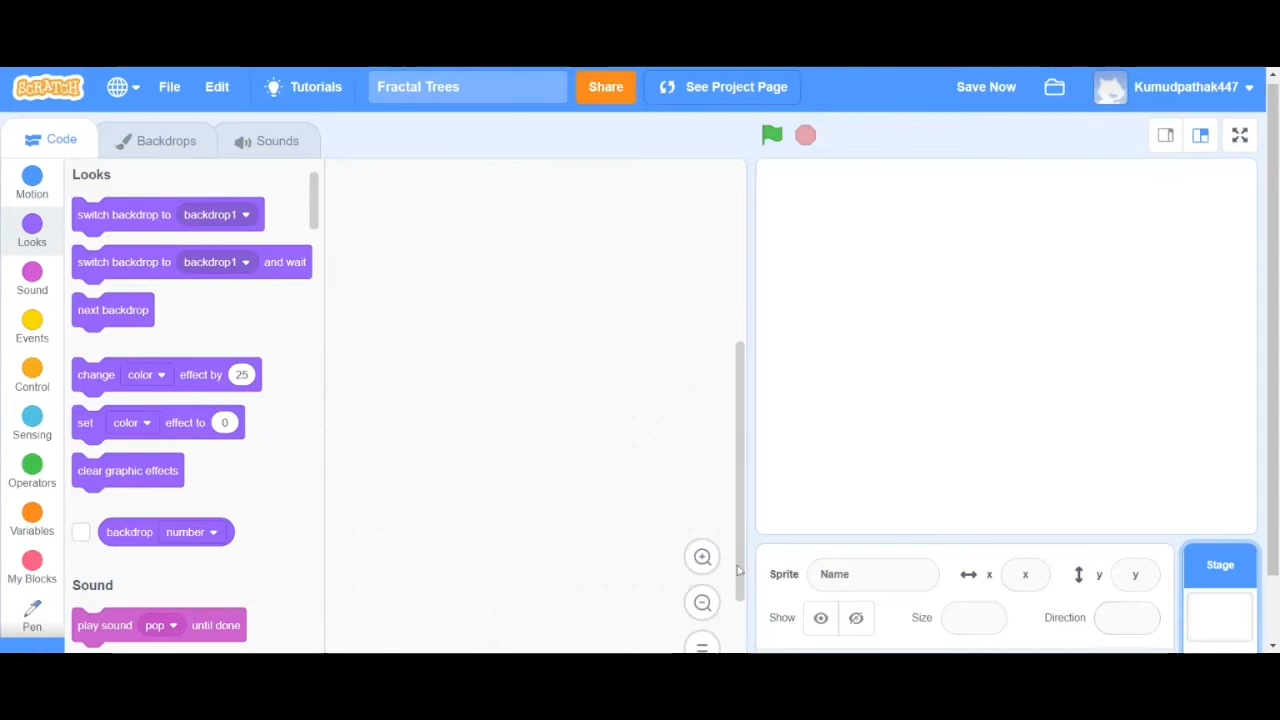 SCRATCH
File
Edit
Tutorials
Fractal Trees
Share
See Project Page
Save Now
Kumudpathak447
Code
Backdrops
Sounds
Motion
Looks
Sound
Events
Control
Sensing
Operators
Variables
My Blocks
Pen
Looks
switch backdrop to backdrop1
switch backdrop to backdrop1 and wait
next backdrop
change color effect by 25
set color effect to 0
clear graphic effects
backdrop number
Sound
play sound pop until done
Sprite Name x x y y
Show Size Direction
Stage